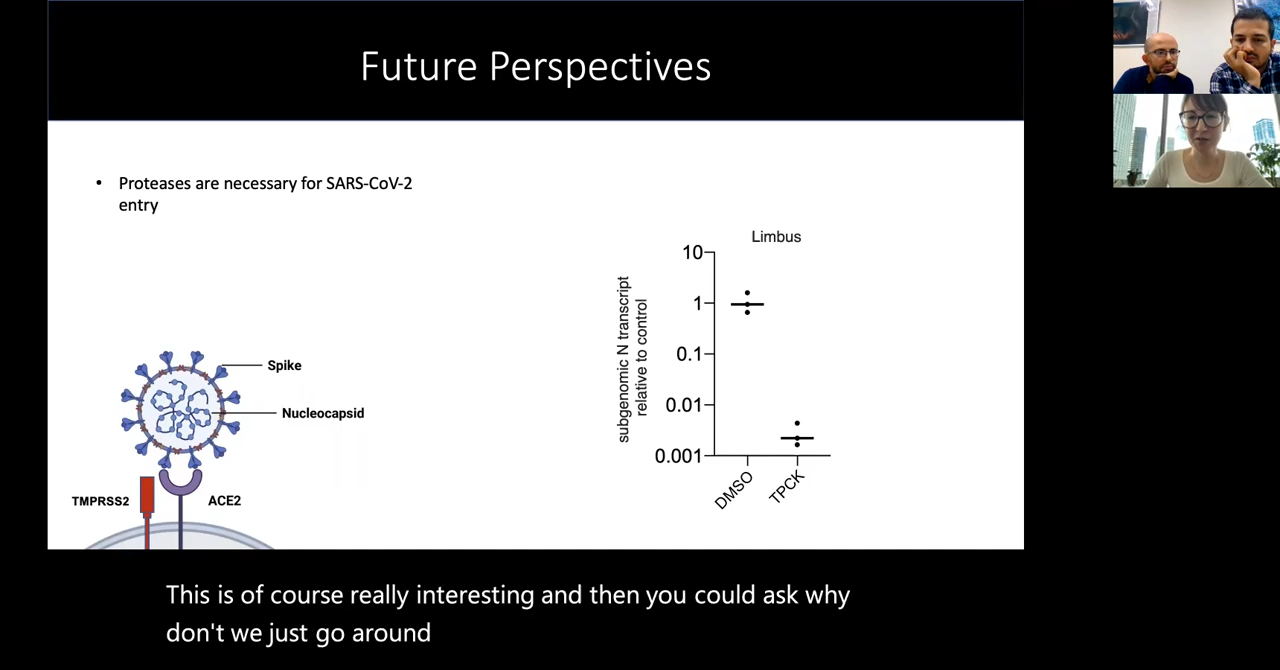 Future Perspectives
• Proteases are necessary for SARS-CoV-2
entry
Spike
Nucleocapsid
TMPRSS2
ACE2
Limbus
subgenomic N transcript
relative to control
10
1
0.1
0.01
0.001
DMSO
TPCK
This is of course really interesting and then you could ask why
don't we just go around